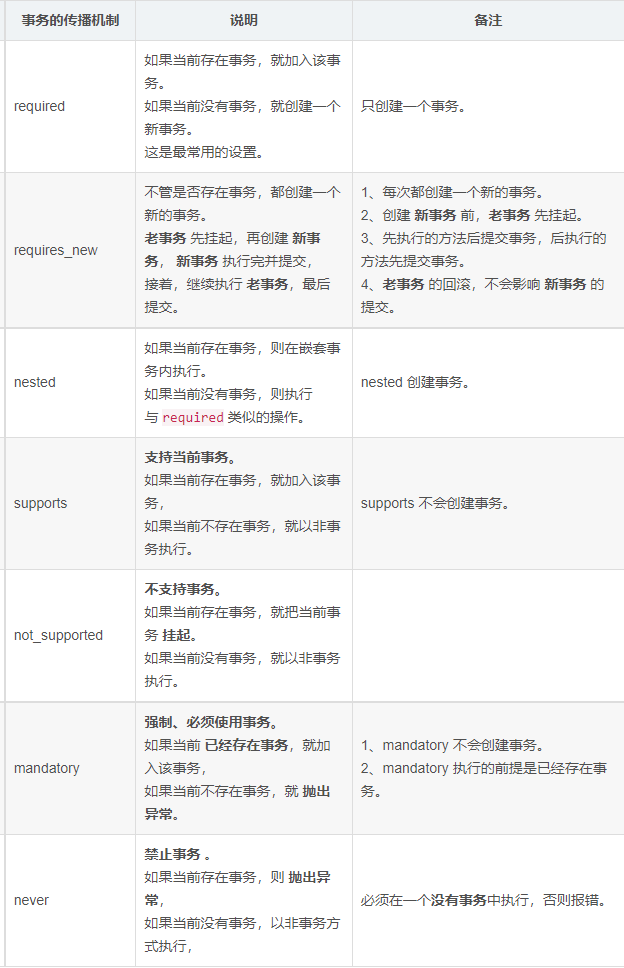 事务的传播机制
说明
备注
required
如果当前存在事务，就加入该事
务。
如果当前没有事务，就创建一个
新事务。
这是最常用的设置。
只创建一个事务。
requires_new
不管是否存在事务，都创建一个
新的事务。
老事务 先挂起，再创建 新事
务， 新事务 执行完并提交，
接着，继续执行 老事务，最后
提交。
1、每次都创建一个新的事务。
2、创建 新事务 前，老事务 先挂起。
3、先执行的方法后提交事务，后执行的
方法先提交事务。
4、老事务 的回滚，不会影响 新事务 的
提交。
nested
如果当前存在事务，则在嵌套事
务内执行。
如果当前没有事务，则执行
与 required 类似的操作。
nested 创建事务。
supports
支持当前事务。
如果当前存在事务，就加入该事
务，
如果当前不存在事务，就以非事
务执行。
supports 不会创建事务。
not_supported
不支持事务。
如果当前存在事务，就把当前事
务 挂起。
如果当前没有事务，就以非事务
执行。
mandatory
强制、必须使用事务。
如果当前 已经存在事务，就加
入该事务，
如果当前不存在事务，就 抛出
异常。
1、mandatory 不会创建事务。
2、mandatory 执行的前提是已经存在事
务。
never
禁止事务 。
如果当前存在事务，则 抛出异
常，
如果当前没有事务，以非事务方
式执行，
必须在一个没有事务中执行，否则报错。